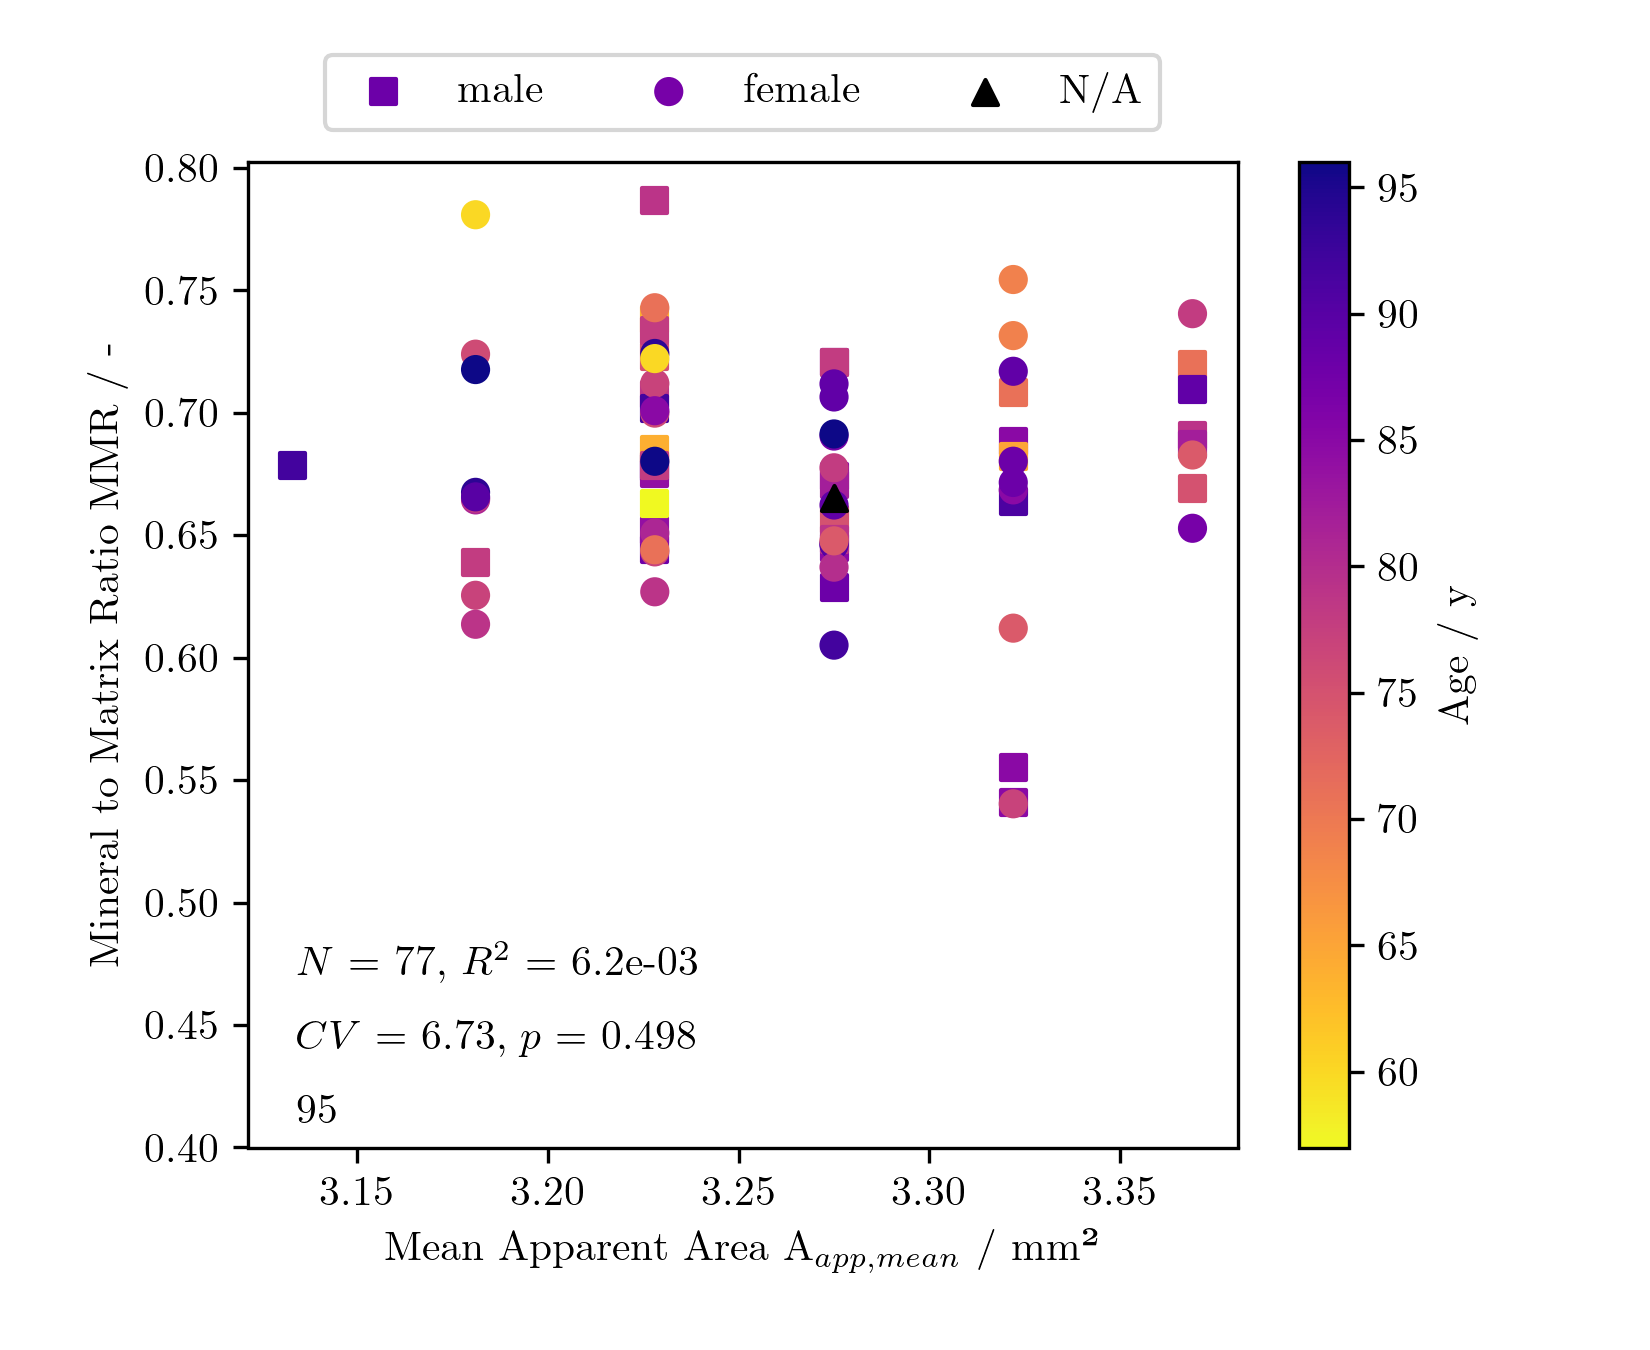 male female N/A
0.80
0.75
0.70
0.65
0.60
0.55
0.50
0.45
0.40
Mineral to Matrix Ratio MMR / -
N = 77, R² = 6.2e-03
CV = 6.73, p = 0.498
95
3.15 3.20 3.25 3.30 3.35
Mean Apparent Area A_{app,mean} / mm²
95
90
85
80
75
70
65
60
Age / y